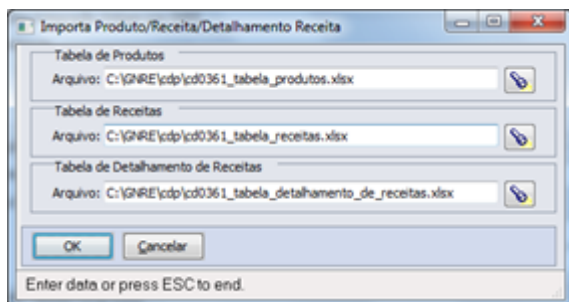 Importa Produto/Receita/Detalhamento Receita
Tabela de Produtos
Arquivo: C:\GNRE\cdp\cd0361_tabela_produtos.xlsx
Tabela de Receitas
Arquivo: C:\GNRE\cdp\cd0361_tabela_receitas.xlsx
Tabela de Detalhamento de Receitas
Arquivo: C:\GNRE\cdp\cd0361_tabela_detalhamento_de_receitas.xlsx
OK Cancelar
Enter data or press ESC to end.